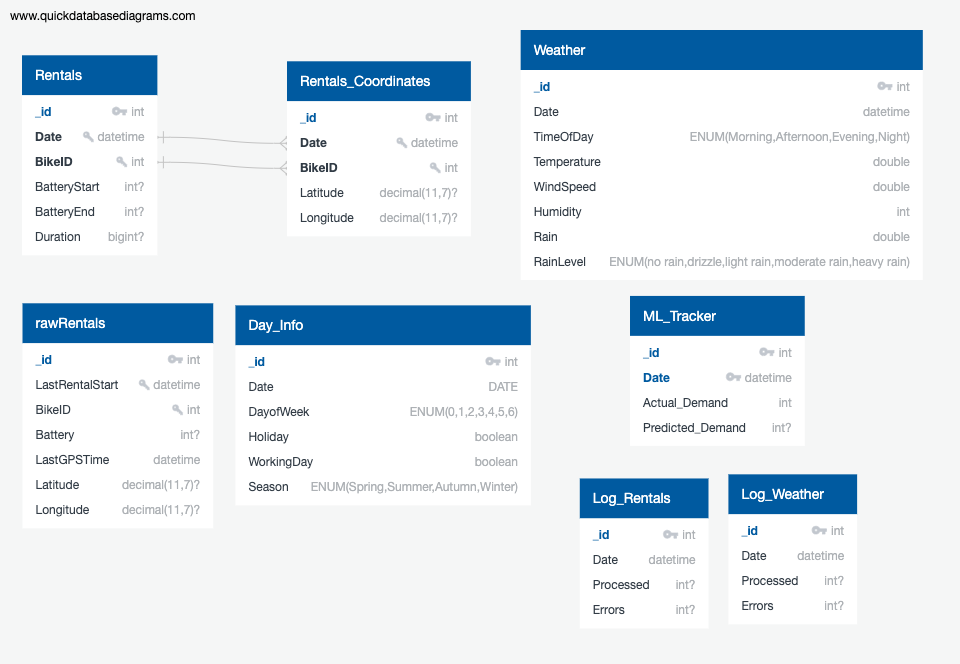 www.quickdatabasediagrams.com
Rentals
_id int
Date datetime
BikeID int
BatteryStart int?
BatteryEnd int?
Duration bigint?
Rentals_Coordinates
_id int
Date datetime
BikeID int
Latitude decimal(11,7)?
Longitude decimal(11,7)?
Weather
_id int
Date datetime
TimeOfDay ENUM(Morning,Afternoon,Evening,Night)
Temperature double
WindSpeed double
Humidity int
Rain double
RainLevel ENUM(no rain,drizzle,light rain,moderate rain,heavy rain)
rawRentals
_id int
LastRentalStart datetime
BikeID int
Battery int?
LastGPSTime datetime
Latitude decimal(11,7)?
Longitude decimal(11,7)?
Day_Info
_id int
Date DATE
DayofWeek ENUM(0,1,2,3,4,5,6)
Holiday boolean
WorkingDay boolean
Season ENUM(Spring,Summer,Autumn,Winter)
ML_Tracker
_id int
Date datetime
Actual_Demand int
Predicted_Demand int?
Log_Rentals
_id int
Date datetime
Processed int?
Errors int?
Log_Weather
_id int
Date datetime
Processed int?
Errors int?